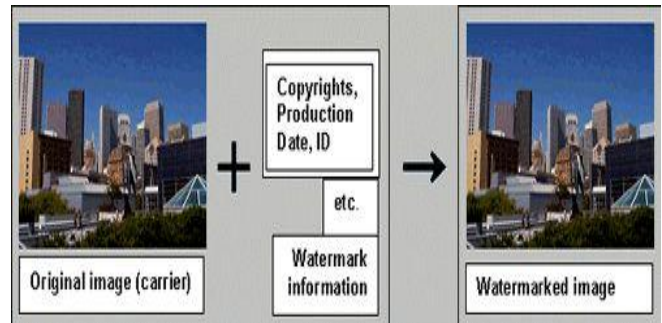 Copyrights,
Production
Date, ID
etc.
Watermark
information
Original image (carrier)
Watermarked image